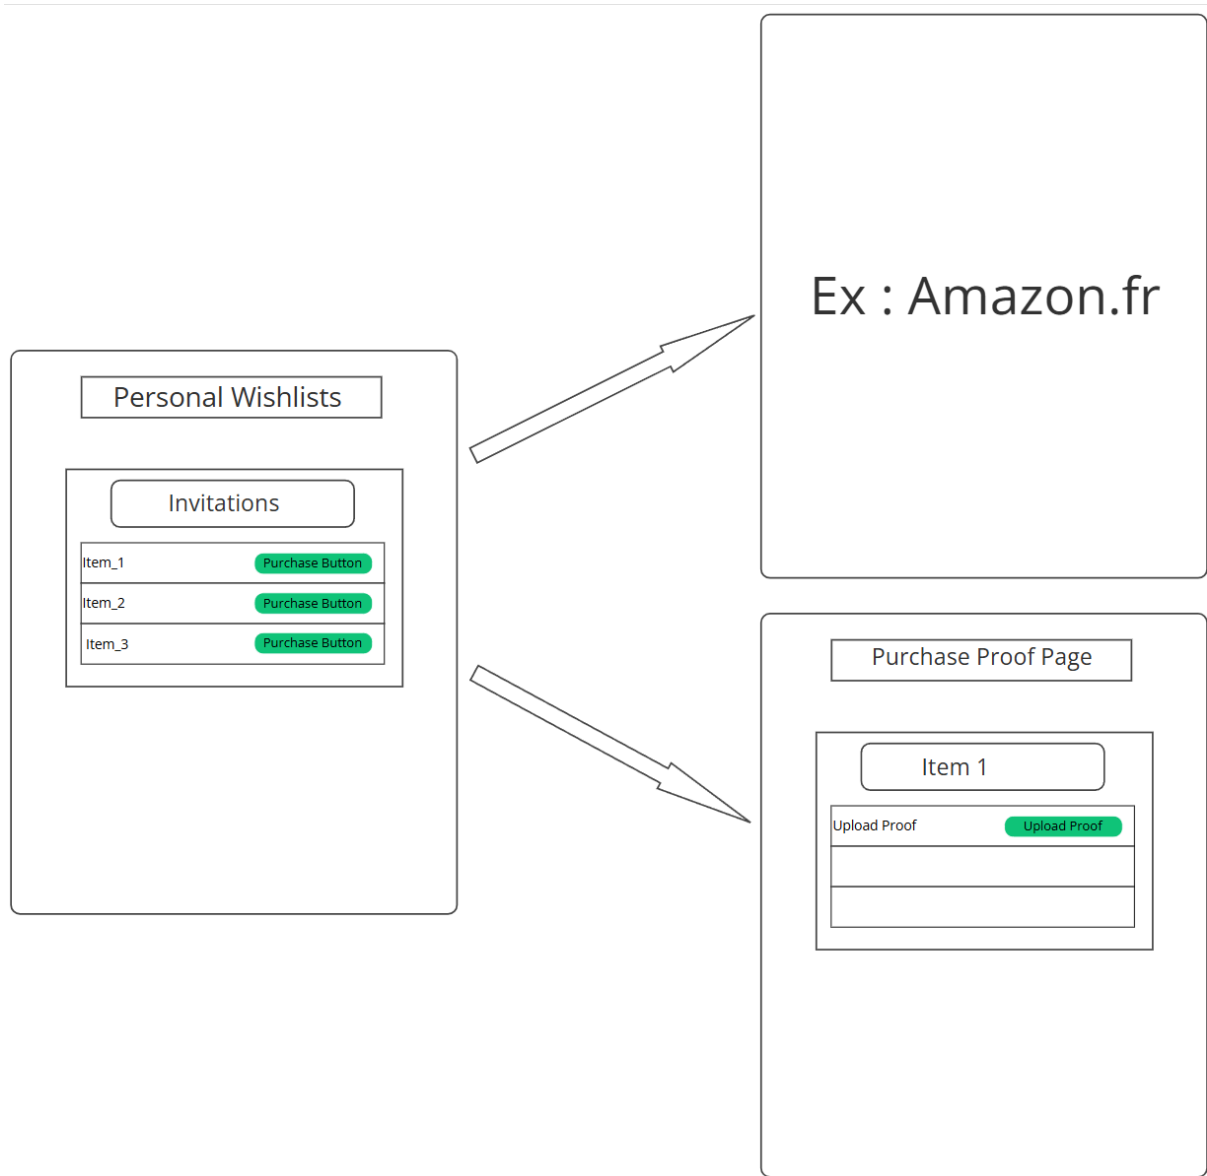 Ex : Amazon.fr
Personal Wishlists
Invitations
Item_1 Purchase Button
Item_2 Purchase Button
Item_3 Purchase Button
Purchase Proof Page
Item 1
Upload Proof Upload Proof